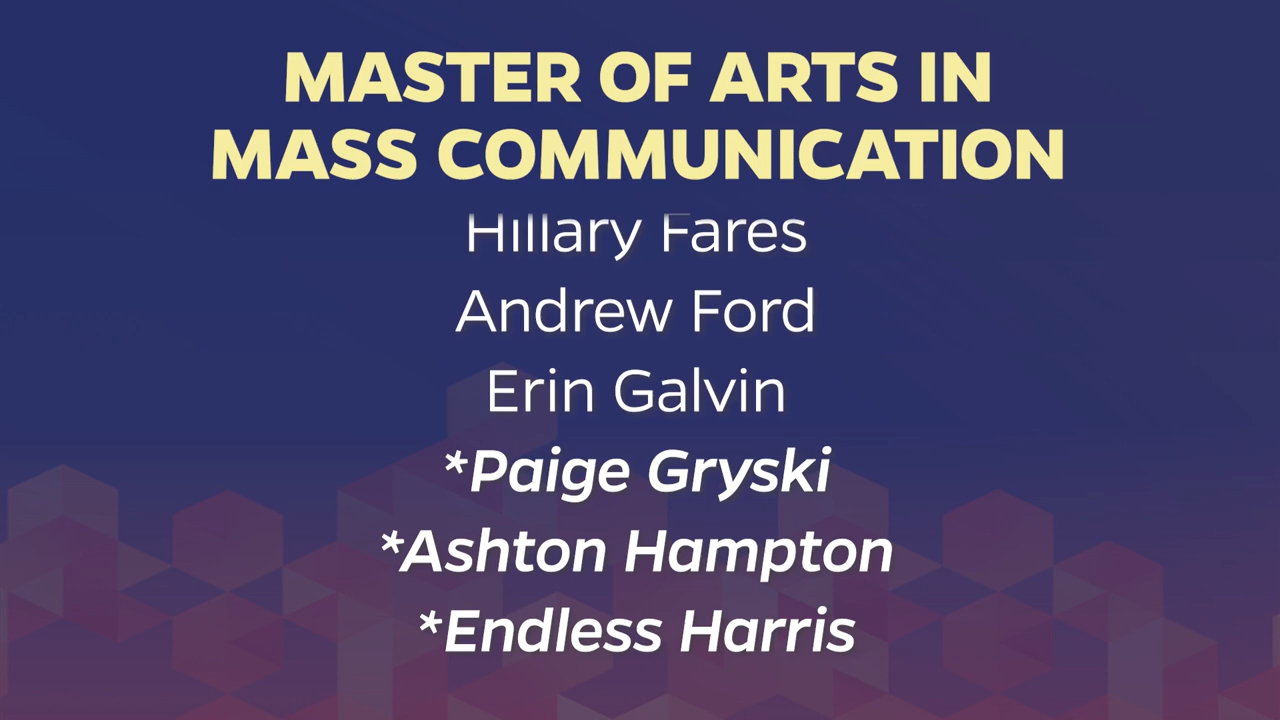 MASTER OF ARTS IN
MASS COMMUNICATION
Hillary Fares
Andrew Ford
Erin Galvin
*Paige Gryski
*Ashton Hampton
*Endless Harris